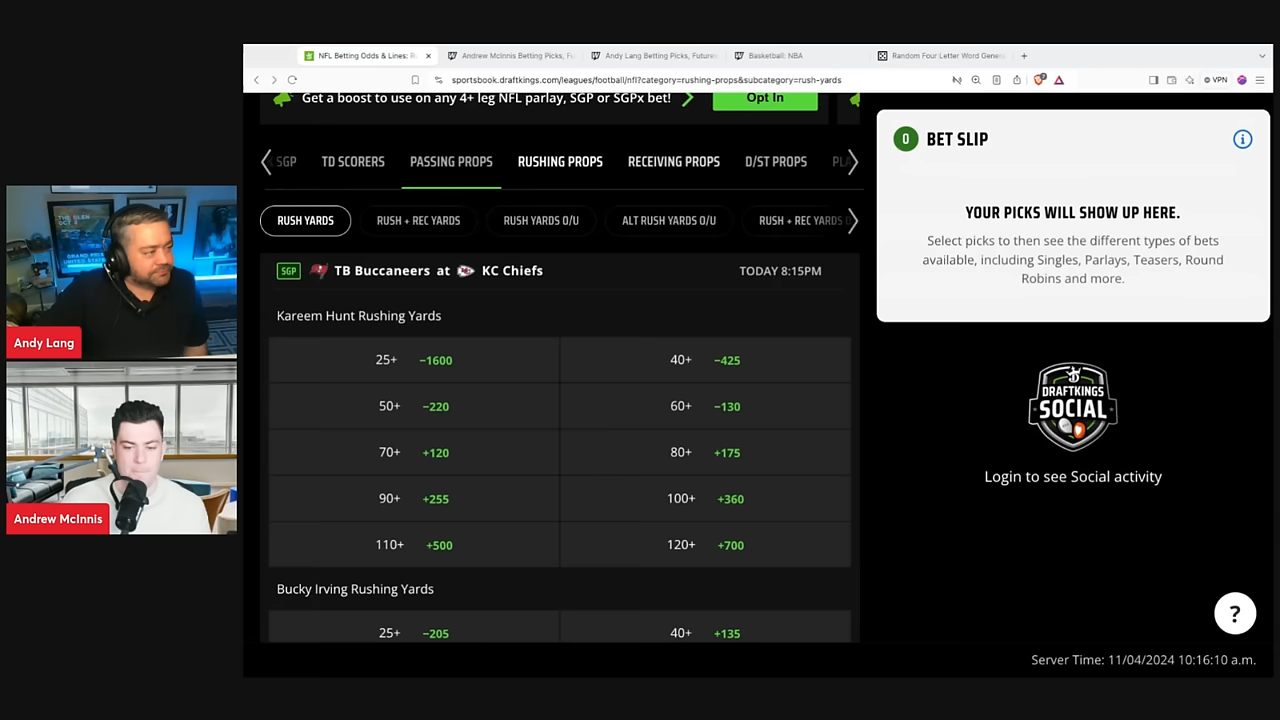 NFL Betting Odds & Lines: R
Andrew McInnis Betting Picks, Fi
Andy Lang Betting Picks, Future
Basketball: NBA
Random Four Letter Word Gene
sportsbook.draftkings.com/leagues/football/nfl?category=rushing-props&subcategory=rush-yards
VPN
Get a boost to use on any 4+ leg NFL parlay, SGP or SGPx bet!
Opt In
SGP
TD SCORERS
PASSING PROPS
RUSHING PROPS
RECEIVING PROPS
D/ST PROPS
RUSH YARDS
RUSH + REC YARDS
RUSH YARDS O/U
ALT RUSH YARDS O/U
RUSH + REC YARDS
SGP TB Buccaneers at KC Chiefs TODAY 8:15PM
Kareem Hunt Rushing Yards
25+ −1600 40+ −425
50+ −220 60+ −130
70+ +120 80+ +175
90+ +255 100+ +360
110+ +500 120+ +700
Bucky Irving Rushing Yards
25+ −205 40+ +135
0 BET SLIP
YOUR PICKS WILL SHOW UP HERE.
Select picks to then see the different types of bets
available, including Singles, Parlays, Teasers, Round
Robins and more.
DRAFTKINGS
SOCIAL
Login to see Social activity
?
Server Time: 11/04/2024 10:16:10 a.m.
Andy Lang
Andrew McInnis